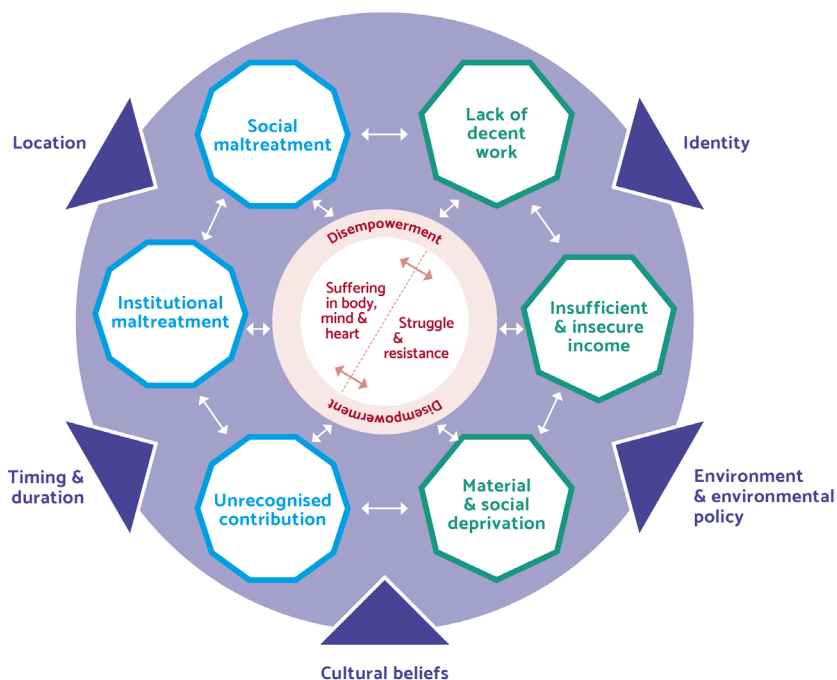 Social
maltreatment
Lack of
decent
work
Location
Identity
Disempowerment
Institutional
maltreatment
Suffering
in body,
mind &
heart
Struggle
&
resistance
Insufficient
& insecure
income
Disempowerment
Timing &
duration
Unrecognised
contribution
Material
& social
deprivation
Environment
& environmental
policy
Cultural beliefs